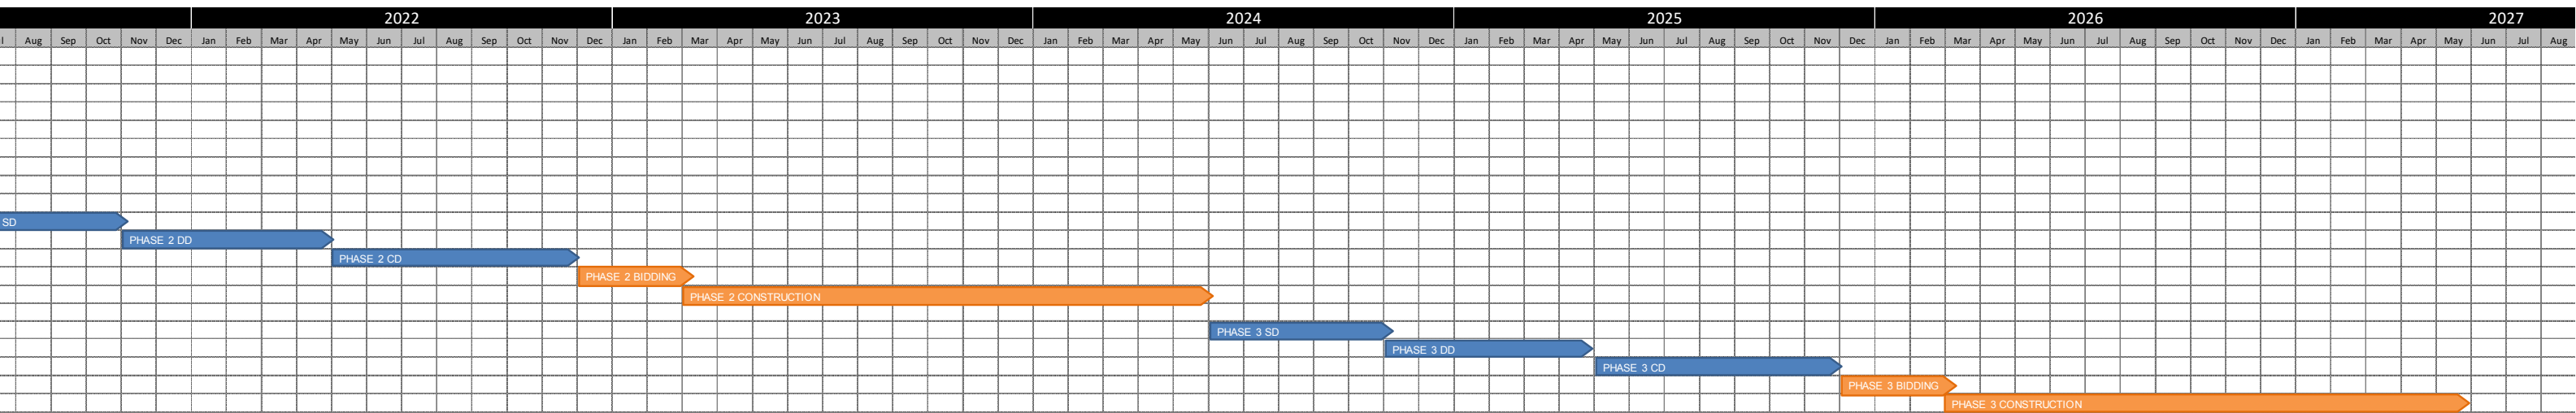 2022 2023 2024 2025 2026 2027
l Aug Sep Oct Nov Dec Jan Feb Mar Apr May Jun Jul Aug Sep Oct Nov Dec Jan Feb Mar Apr May Jun Jul Aug Sep Oct Nov Dec Jan Feb Mar Apr May Jun Jul Aug Sep Oct Nov Dec Jan Feb Mar Apr May Jun Jul Aug Sep Oct Nov Dec Jan Feb Mar Apr May Jun Jul Aug Sep Oct Nov Dec Jan Feb Mar Apr May Jun Jul Aug
SD
PHASE 2 DD
PHASE 2 CD
PHASE 2 BIDDING
PHASE 2 CONSTRUCTION
PHASE 3 SD
PHASE 3 DD
PHASE 3 CD
PHASE 3 BIDDING
PHASE 3 CONSTRUCTION